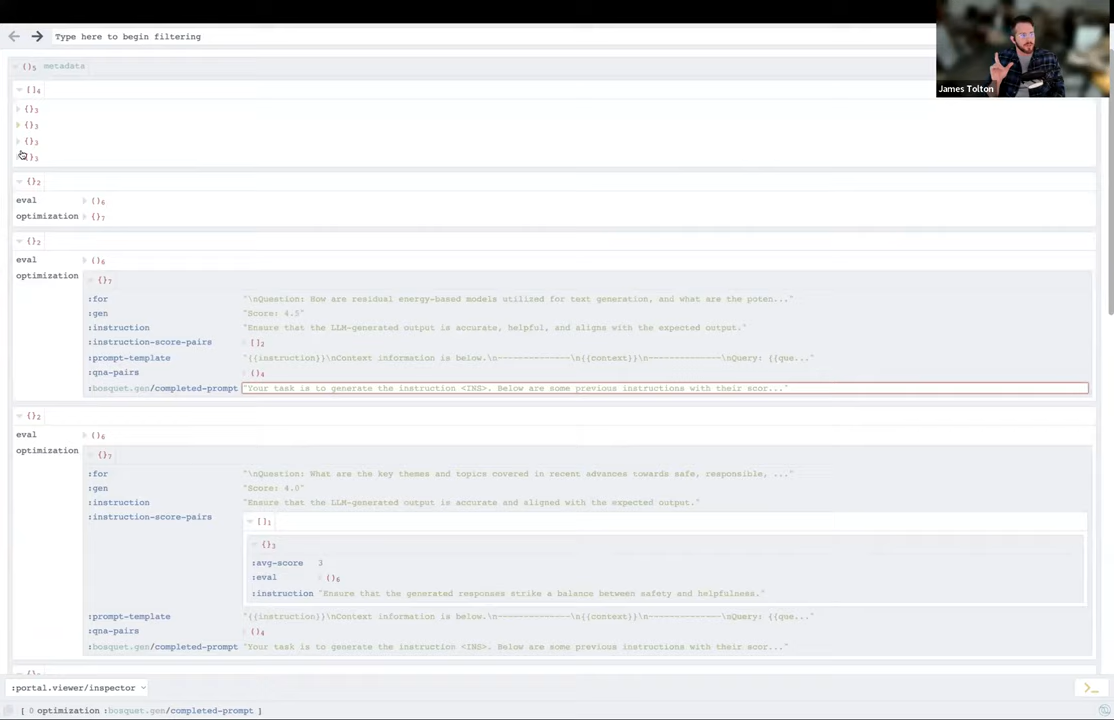 Type here to begin filtering
()5 metadata
James Tolton
[]4
{}3
{}3
{}3
{}3
{}2
eval ()6
optimization {}7
{}2
eval ()6
optimization {}7
:for "\nQuestion: How are residual energy-based models utilized for text generation, and what are the poten..."
:gen "Score: 4.5"
:instruction "Ensure that the LLM-generated output is accurate, helpful, and aligns with the expected output."
:instruction-score-pairs []2
:prompt-template "{{instruction}}\nContext information is below.\n---------------\n{{context}}\n---------------\nQuery: {{que..."
:qna-pairs ()4
:bosquet.gen/completed-prompt "Your task is to generate the instruction <INS>. Below are some previous instructions with their scor..."
{}2
eval ()6
optimization {}7
:for "\nQuestion: What are the key themes and topics covered in recent advances towards safe, responsible, ..."
:gen "Score: 4.0"
:instruction "Ensure that the LLM-generated output is accurate and aligned with the expected output."
:instruction-score-pairs []1
{}3
:avg-score 3
:eval ()6
:instruction "Ensure that the generated responses strike a balance between safety and helpfulness."
:prompt-template "{{instruction}}\nContext information is below.\n---------------\n{{context}}\n---------------\nQuery: {{que..."
:qna-pairs ()4
:bosquet.gen/completed-prompt "Your task is to generate the instruction <INS>. Below are some previous instructions with their scor..."
:portal.viewer/inspector
[ 0 optimization :bosquet.gen/completed-prompt ]